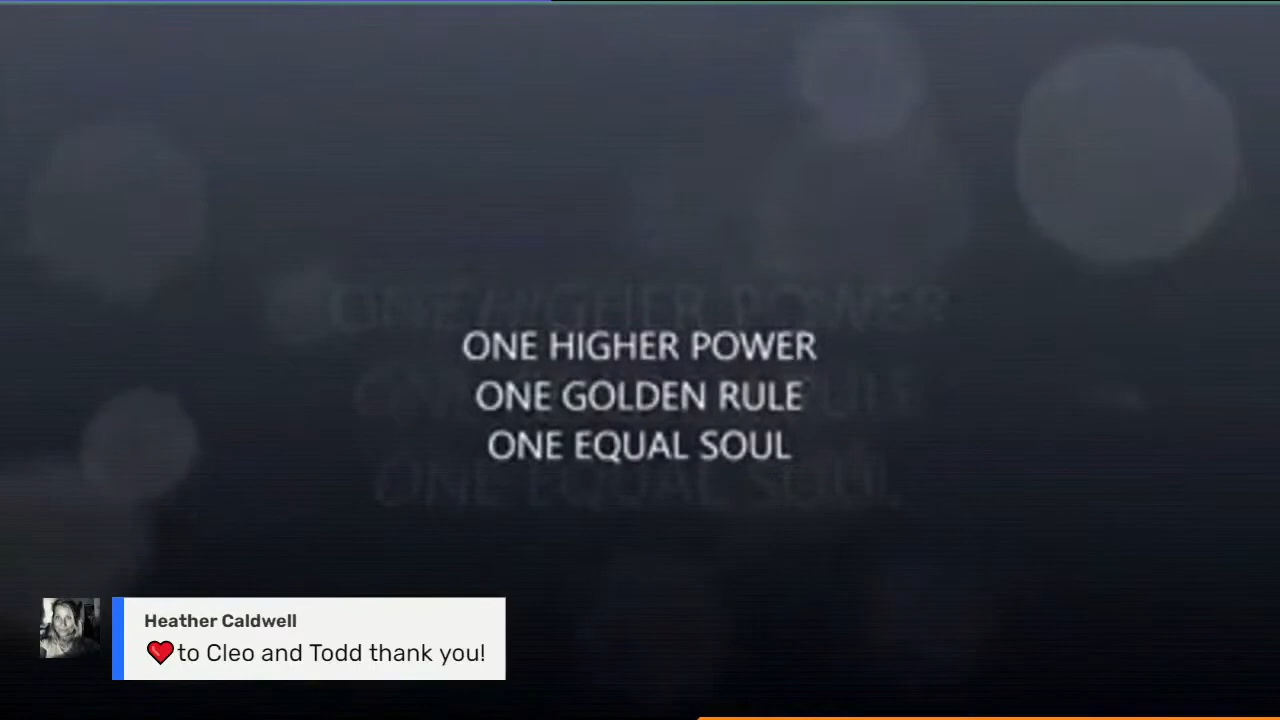 ONE HIGHER POWER
ONE GOLDEN RULE
ONE EQUAL SOUL
Heather Caldwell
❤️to Cleo and Todd thank you!